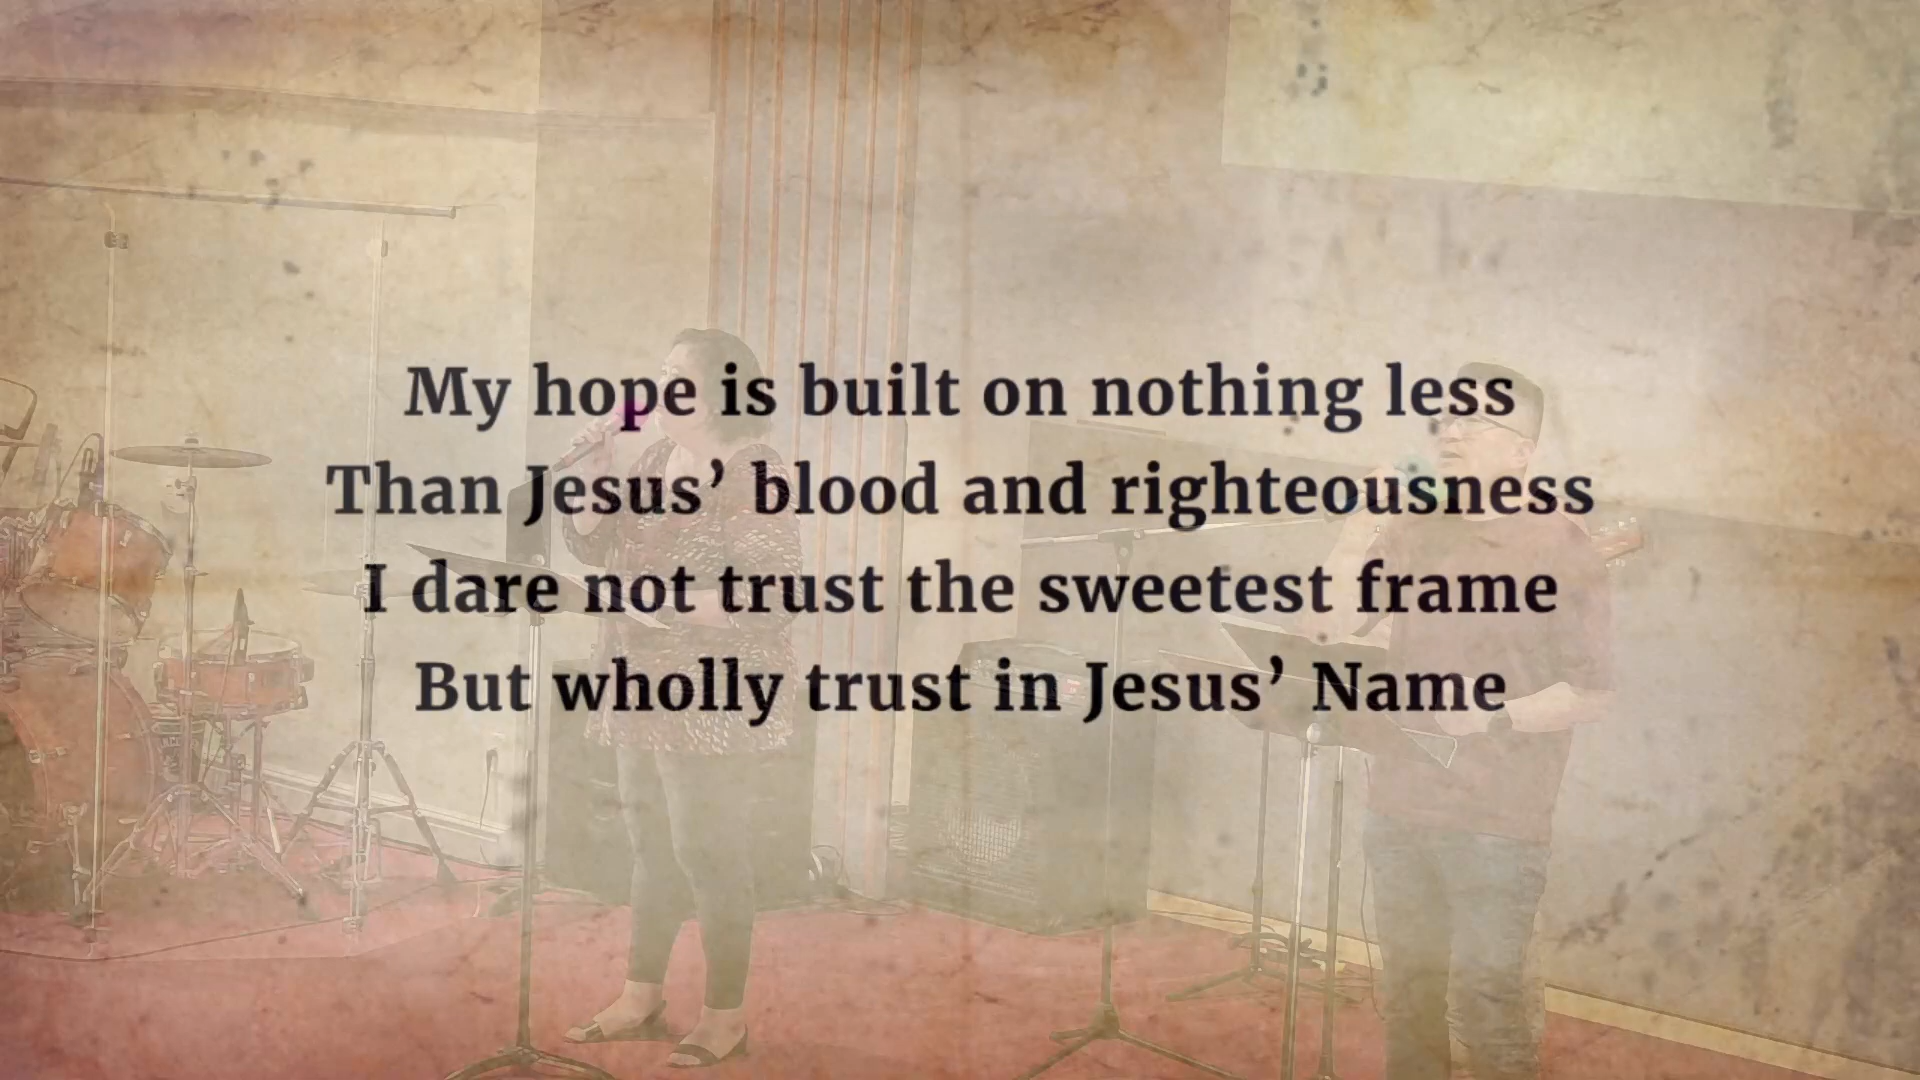 My hope is built on nothing less
Than Jesus’ blood and righteousness
I dare not trust the sweetest frame
But wholly trust in Jesus’ Name